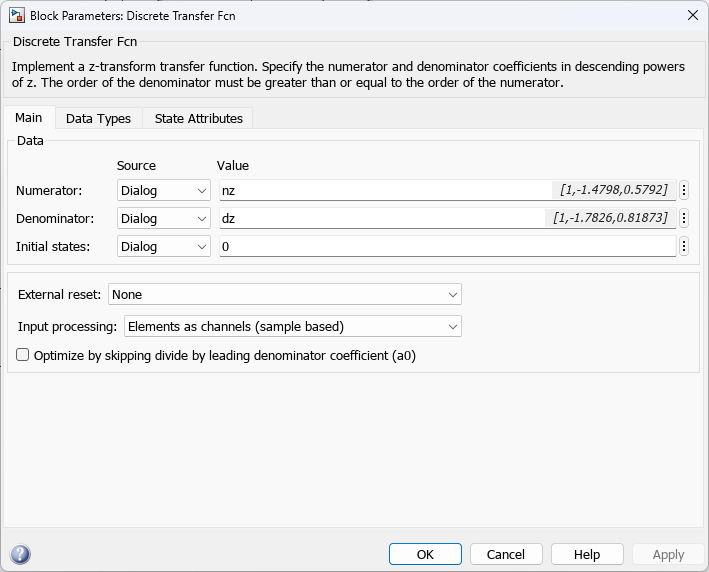 Block Parameters: Discrete Transfer Fcn
Discrete Transfer Fcn
Implement a z-transform transfer function. Specify the numerator and denominator coefficients in descending powers
of z. The order of the denominator must be greater than or equal to the order of the numerator.
Main Data Types State Attributes
Data
Source Value
Numerator: Dialog nz [1,-1.4798,0.5792]
Denominator: Dialog dz [1,-1.7826,0.81873]
Initial states: Dialog 0
External reset: None
Input processing: Elements as channels (sample based)
Optimize by skipping divide by leading denominator coefficient (a0)
? OK Cancel Help Apply